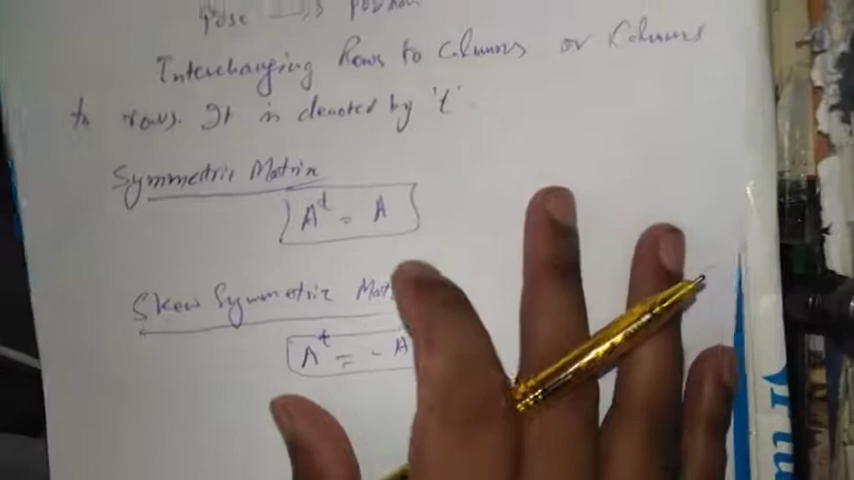 Interchanging Rows to Columns or Columns
to rows. It is denoted by 't'.
Symmetric Matrix
A^t = A
Skew Symmetric
A^t = - A